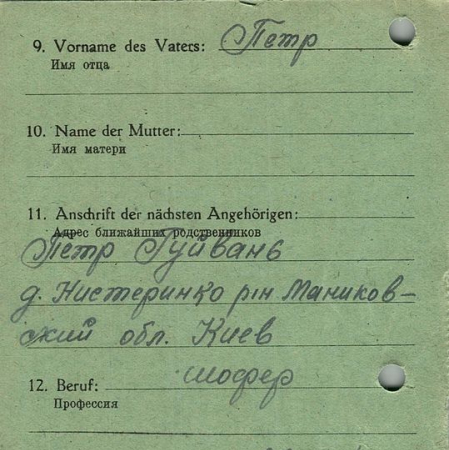 9. Vorname des Vaters: Петр
Имя отца
10. Name der Mutter:
Имя матери
11. Anschrift der nächsten Angehörigen:
Адрес ближайших родственников
Петр Гуйвань
д. Нистеринко рін Маников-
ский обл. Киев
12. Beruf: шофер
Профессия